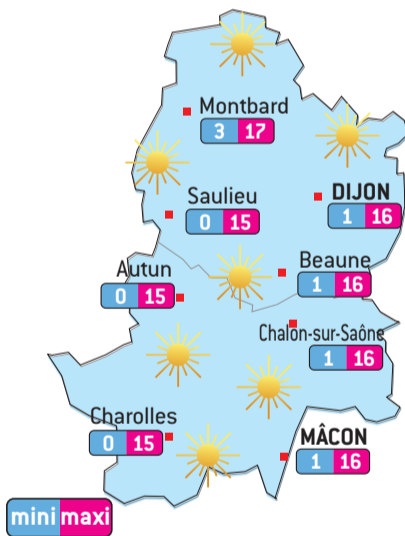 Montbard
3 17
Saulieu
0 15
DIJON
1 16
Autun
0 15
Beaune
1 16
Chalon-sur-Saône
1 16
Charolles
0 15
MÂCON
1 16
mini maxi